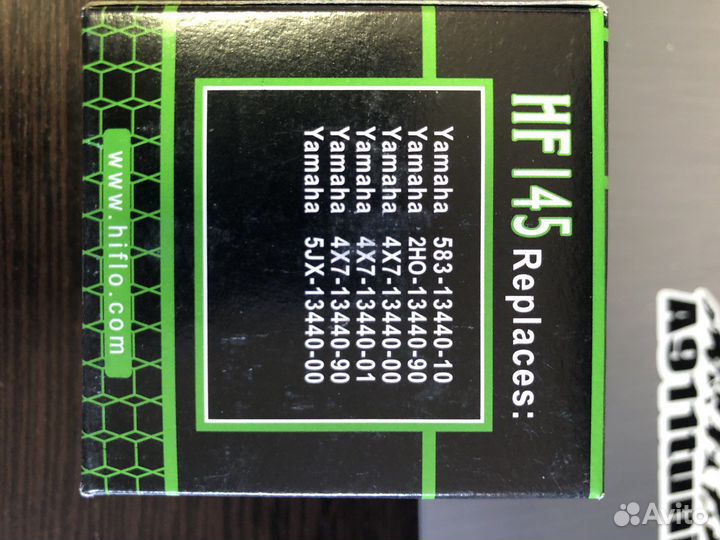 HF145 Replaces:
Yamaha 583-13440-10
Yamaha 2HO-13440-90
Yamaha 4X7-13440-00
Yamaha 4X7-13440-01
Yamaha 4X7-13440-90
Yamaha 5JX-13440-00
www.hiflo.com
Avito